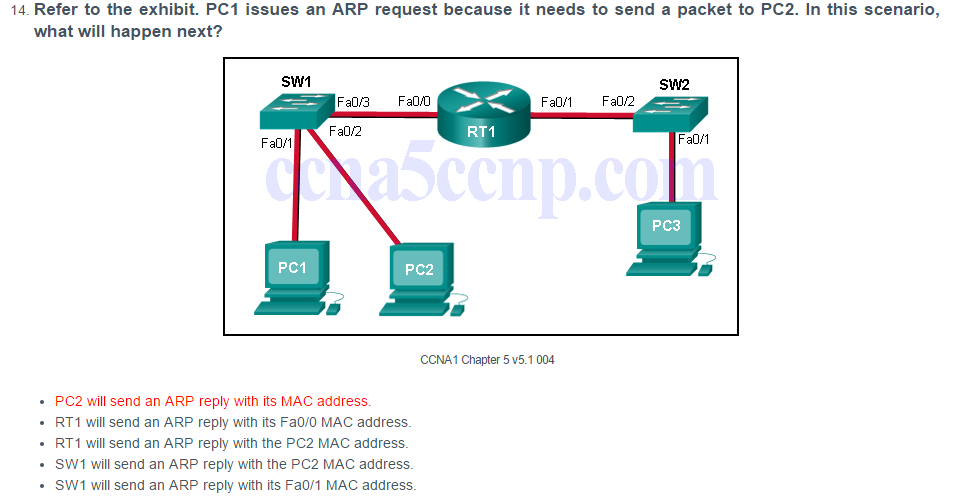 14. Refer to the exhibit. PC1 issues an ARP request because it needs to send a packet to PC2. In this scenario,
what will happen next?
SW1
SW2
Fa0/3
Fa0/0
Fa0/1
Fa0/2
RT1
Fa0/2
Fa0/1
Fa0/1
ccna5ccnp.com
PC3
PC1
PC2
CCNA1 Chapter 5 v5.1 004
• PC2 will send an ARP reply with its MAC address.
• RT1 will send an ARP reply with its Fa0/0 MAC address.
• RT1 will send an ARP reply with the PC2 MAC address.
• SW1 will send an ARP reply with the PC2 MAC address.
• SW1 will send an ARP reply with its Fa0/1 MAC address.